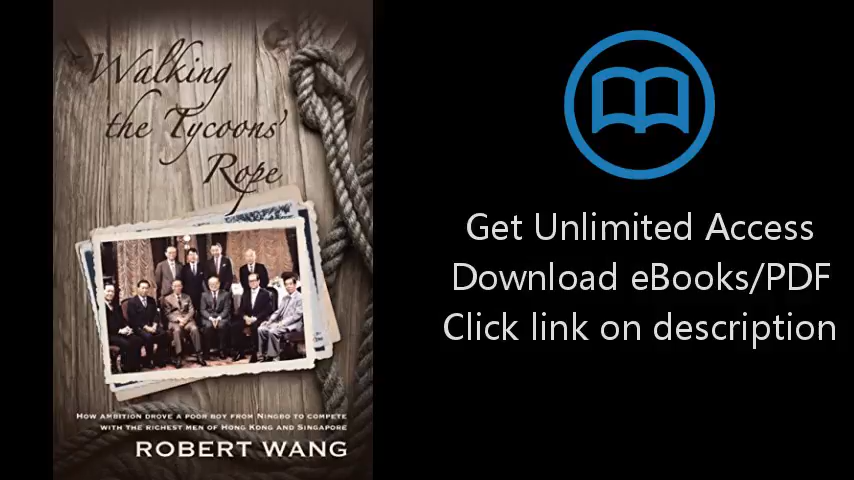 Walking
the Tycoons'
Rope
How ambition drove a poor boy from Ningbo to compete
with the richest men of Hong Kong and Singapore
ROBERT WANG
Get Unlimited Access
Download eBooks/PDF
Click link on description